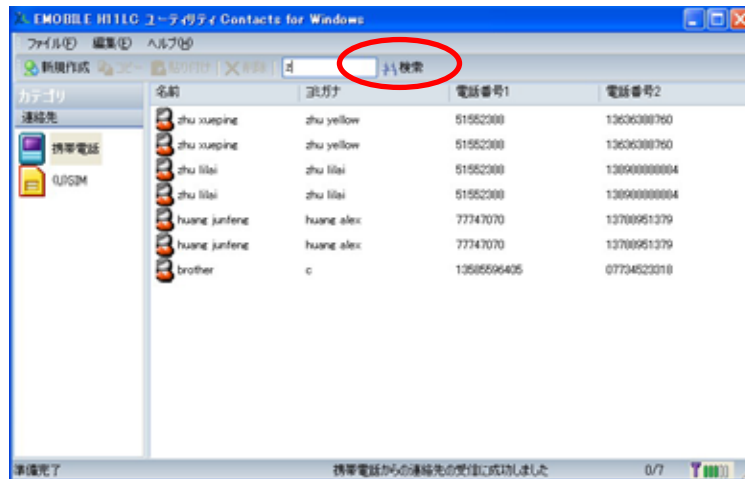 EMOBILE H11LC ユーティリティ Contacts for Windows
ファイル(F) 編集(E) ヘルプ(H)
新規作成 コピー 貼り付け 削除 z 検索
カテゴリ 名前 ヨミガナ 電話番号1 電話番号2
連絡先
携帯電話
(U)SIM
zhu xueping zhu yellow 51552388 13636388760
zhu xueping zhu yellow 51552388 13636388760
zhu lilai zhu lilai 51552388
zhu lilai zhu lilai 51552388
huang junfeng huang alex 77747070 13788951379
huang junfeng huang alex 77747070 13788951379
brother c 13585596405 07734523318
準備完了 携帯電話からの連絡先の受信に成功しました 0/7